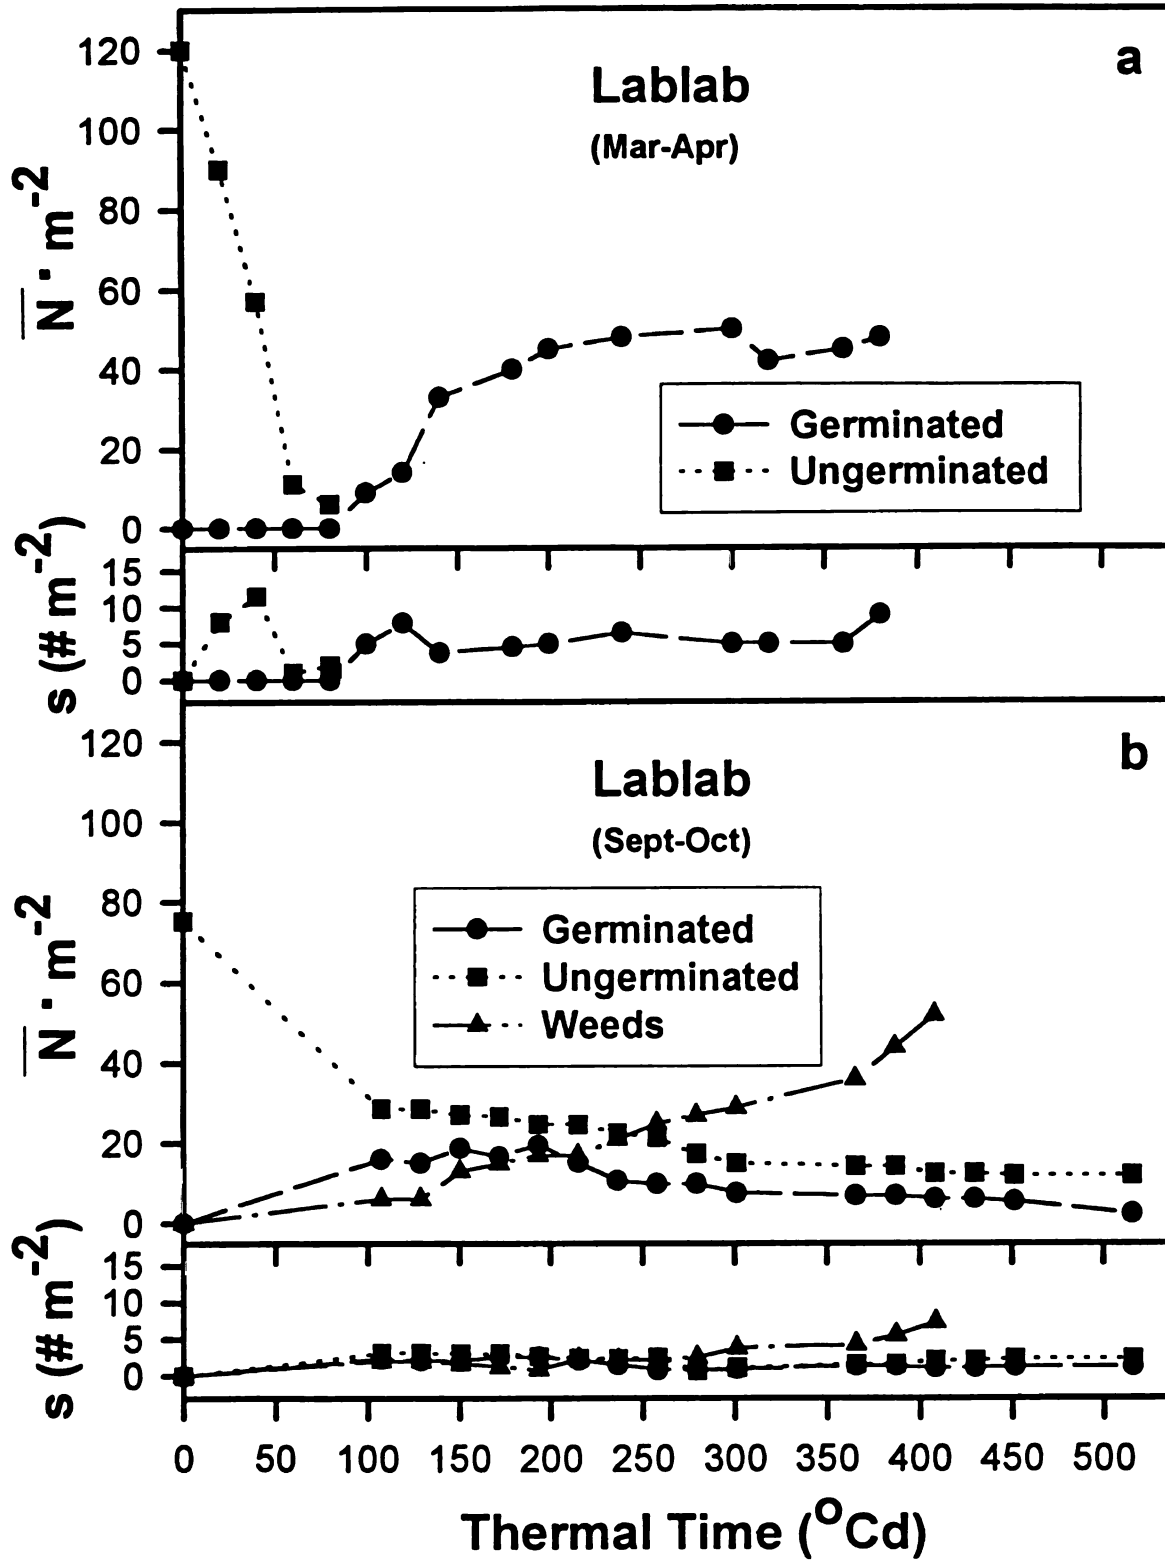 a
Lablab
(Mar-Apr)
N̅ · m⁻²
120
100
80
60
40
20
0
Germinated
Ungerminated
s (# m⁻²)
15
10
5
0
b
Lablab
(Sept-Oct)
N̅ · m⁻²
120
100
80
60
40
20
0
Germinated
Ungerminated
Weeds
s (# m⁻²)
15
10
5
0
0 50 100 150 200 250 300 350 400 450 500
Thermal Time (ºCd)